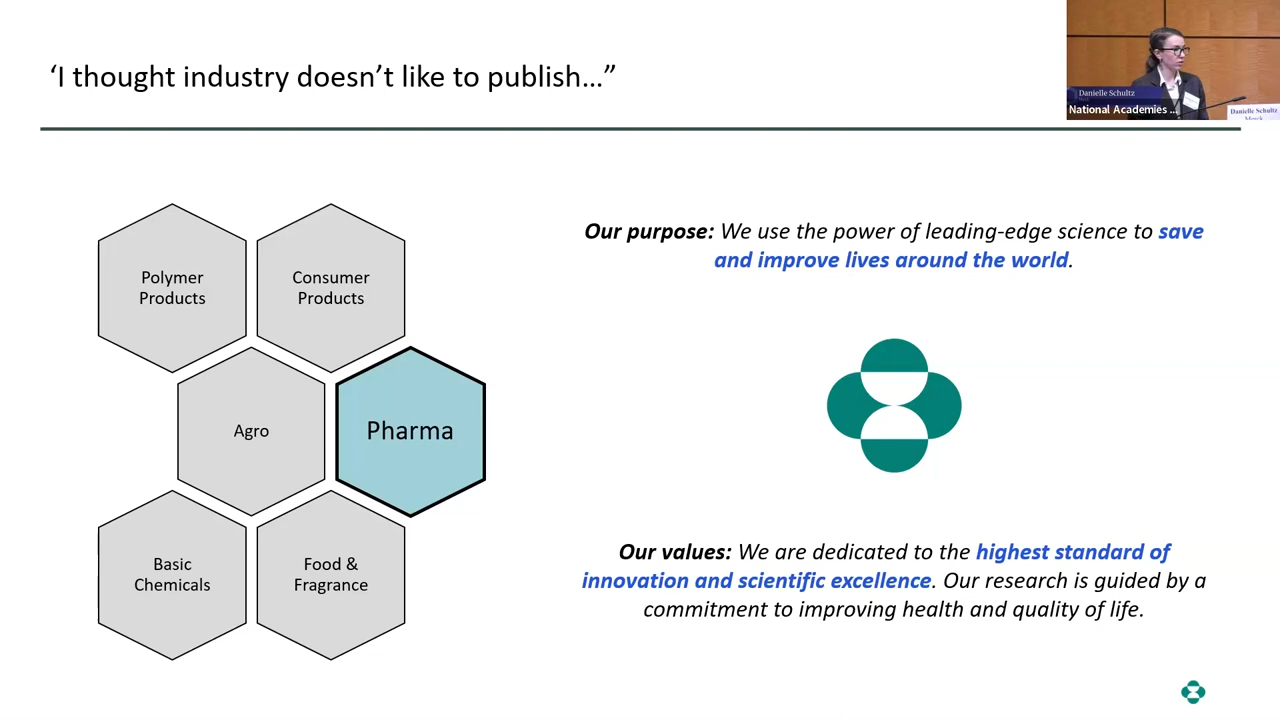 ‘I thought industry doesn’t like to publish…”
Danielle Schultz
National Academies ...
Danielle Schultz
Merck
Polymer
Products
Consumer
Products
Agro
Pharma
Basic
Chemicals
Food &
Fragrance
Our purpose: We use the power of leading-edge science to save
and improve lives around the world.
Our values: We are dedicated to the highest standard of
innovation and scientific excellence. Our research is guided by a
commitment to improving health and quality of life.